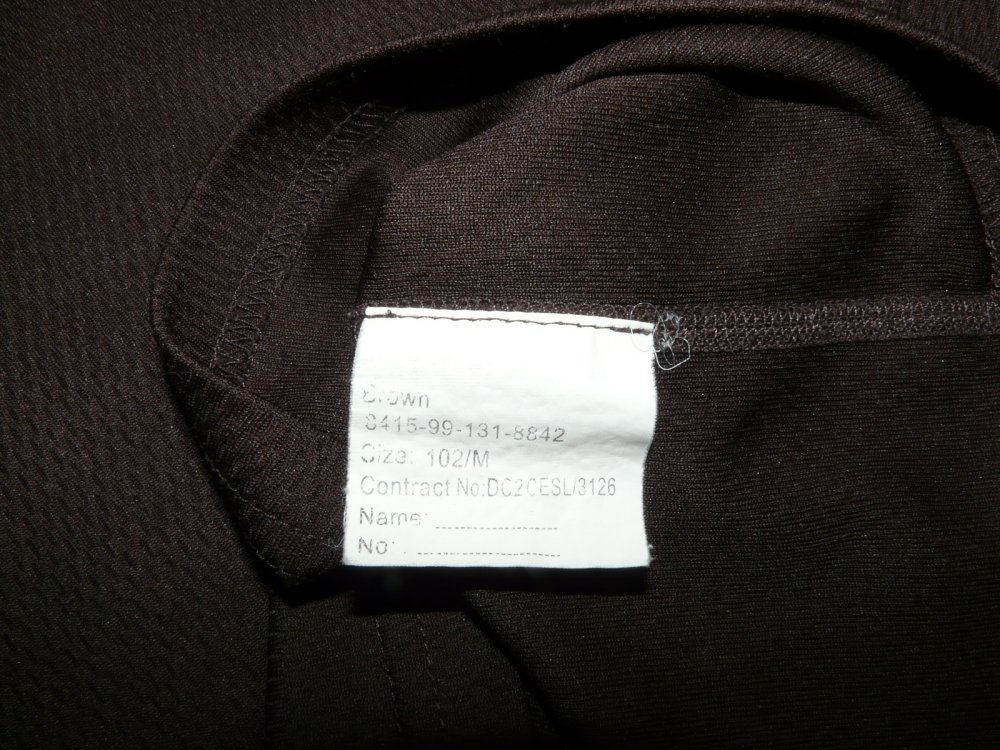 Brown
8415-99-131-8842
Size: 102/M
Contract No:DC2CESL/3126
Name:
No: